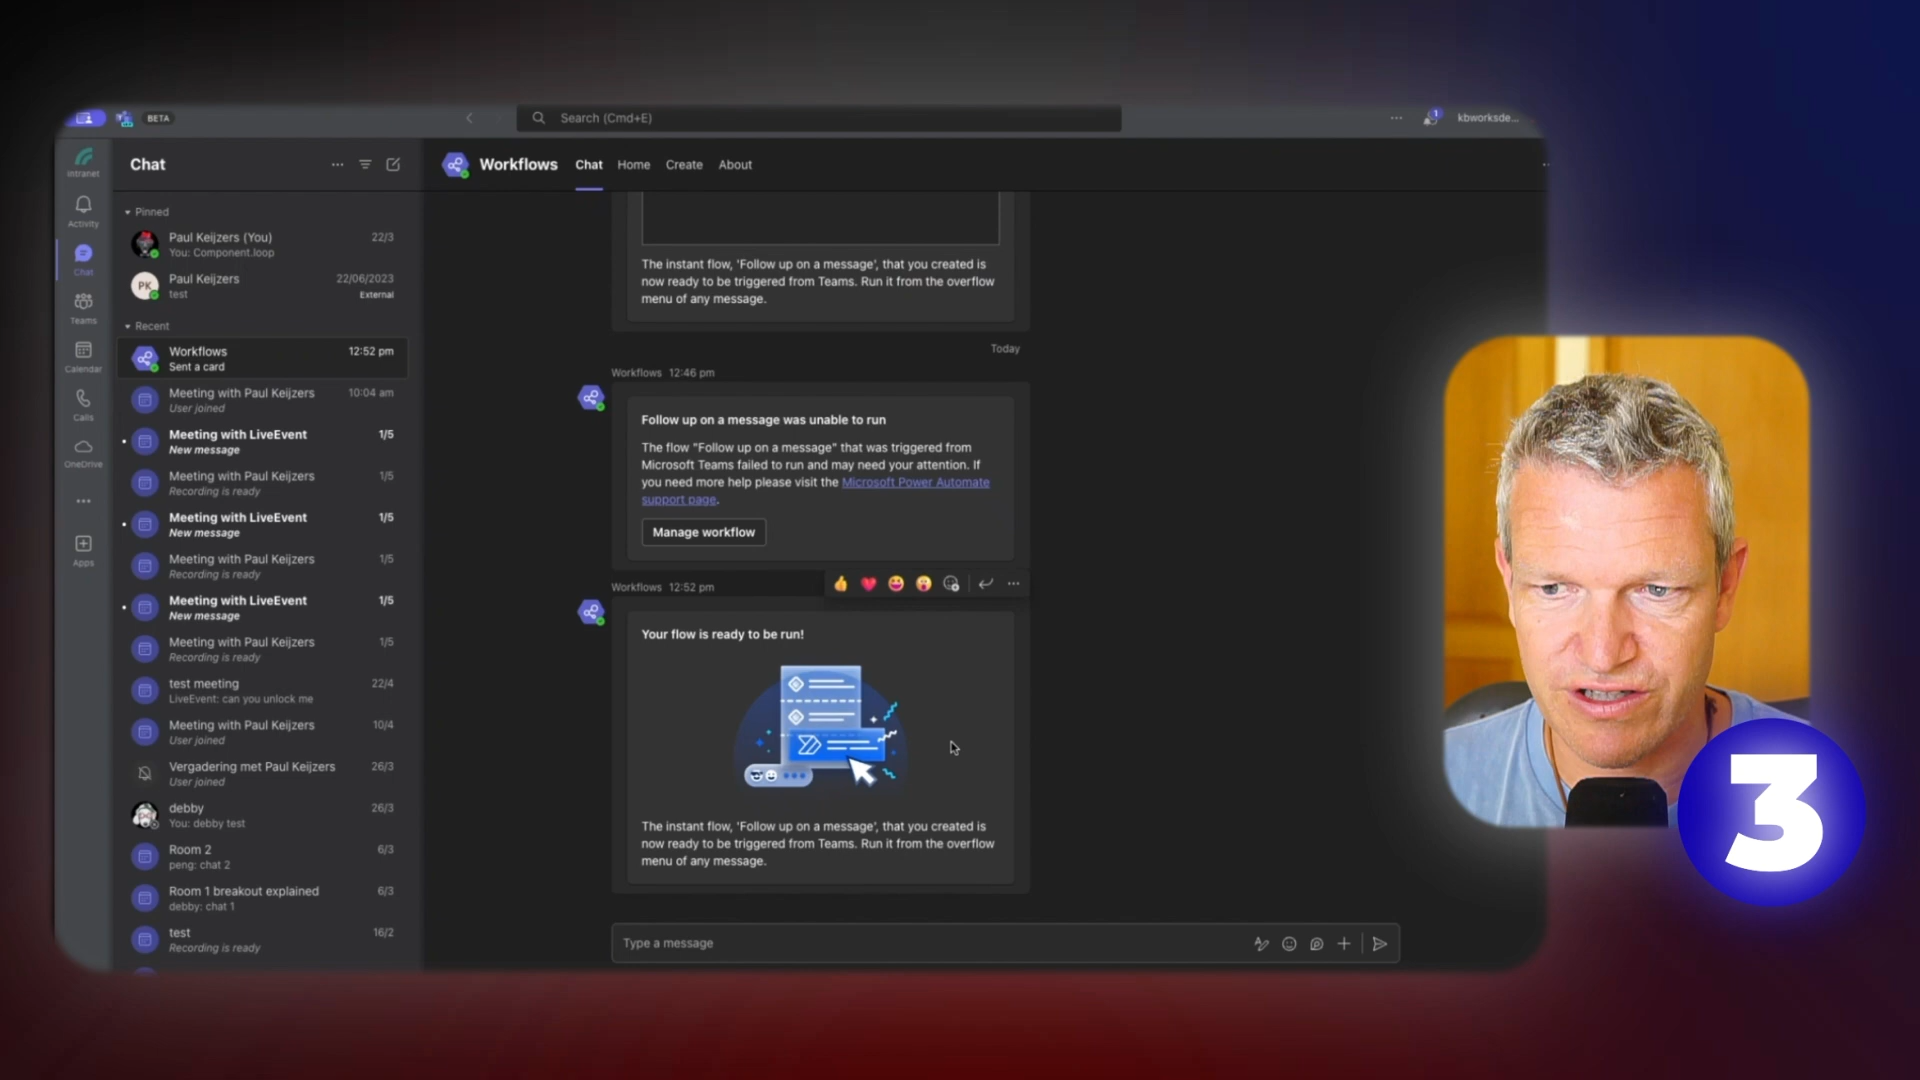 BETA
Search (Cmd+E)
1
kbworksde...
Intranet
Activity
Chat
Teams
Calendar
Calls
OneDrive
Apps
Chat
Pinned
Paul Keijzers (You) 22/3
You: Component.loop
PK
Paul Keijzers 22/06/2023
test External
Recent
Workflows 12:52 pm
Sent a card
Meeting with Paul Keijzers 10:04 am
User joined
Meeting with LiveEvent 1/5
New message
Meeting with Paul Keijzers 1/5
Recording is ready
Meeting with LiveEvent 1/5
New message
Meeting with Paul Keijzers 1/5
Recording is ready
Meeting with LiveEvent 1/5
New message
Meeting with Paul Keijzers 1/5
Recording is ready
test meeting 22/4
LiveEvent: can you unlock me
Meeting with Paul Keijzers 10/4
User joined
Vergadering met Paul Keijzers 26/3
User joined
debby 26/3
You: debby test
Room 2 6/3
peng: chat 2
Room 1 breakout explained 6/3
debby: chat 1
test 16/2
Recording is ready
Workflows Chat Home Create About
The instant flow, 'Follow up on a message', that you created is
now ready to be triggered from Teams. Run it from the overflow
menu of any message.
Today
Workflows 12:46 pm
Follow up on a message was unable to run
The flow "Follow up on a message" that was triggered from
Microsoft Teams failed to run and may need your attention. If
you need more help please visit the Microsoft Power Automate
support page.
Manage workflow
Workflows 12:52 pm
Your flow is ready to be run!
The instant flow, 'Follow up on a message', that you created is
now ready to be triggered from Teams. Run it from the overflow
menu of any message.
Type a message
3